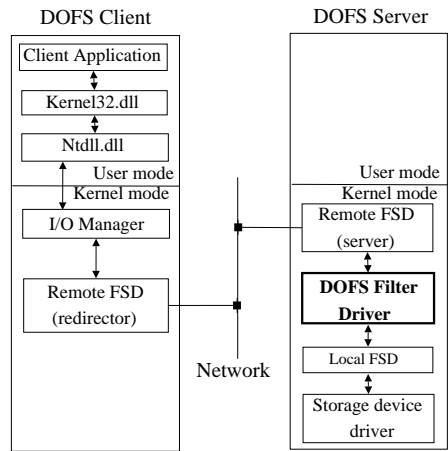 DOFS Client
Client Application
Kernel32.dll
Ntdll.dll
User mode
Kernel mode
I/O Manager
Remote FSD
(redirector)
Network
DOFS Server
User mode
Kernel mode
Remote FSD
(server)
DOFS Filter
Driver
Local FSD
Storage device
driver